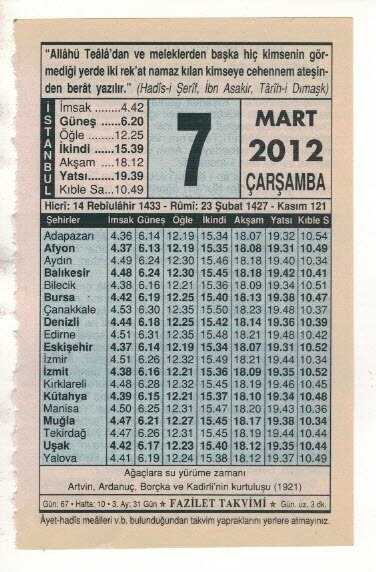 "Allâhü Teâlâ'dan ve meleklerden başka hiç kimsenin gör-
mediği yerde iki rek'at namaz kılan kimseye cehennem ateşin-
den berât yazılır." (Hadîs-i Şerîf, İbn Asakir, Târîh-i Dımaşk)
İSTANBUL
İmsak ......4.42
Güneş ......6.20
Öğle .......12.25
İkindi .....15.39
Akşam ....18.12
Yatsı.......19.39
Kıble Sa...10.49
7
MART
2012
ÇARŞAMBA
Hicrî: 14 Rebiulâhir 1433 - Rûmî: 23 Şubat 1427 - Kasım 121
Şehirler İmsak Güneş Öğle İkindi Akşam Yatsı Kıble S
Adapazarı 4.36 6.14 12.19 15.34 18.07 19.32 10.54
Afyon 4.37 6.13 12.19 15.35 18.08 19.31 10.49
Aydın 4.49 6.24 12.30 15.46 18.18 19.40 10.34
Balıkesir 4.48 6.24 12.30 15.45 18.18 19.42 10.41
Bilecik 4.38 6.16 12.21 15.36 18.09 19.34 10.51
Bursa 4.42 6.19 12.25 15.40 18.13 19.38 10.47
Çanakkale 4.53 6.30 12.35 15.50 18.23 19.48 10.37
Denizli 4.44 6.18 12.25 15.42 18.14 19.36 10.39
Edirne 4.51 6.31 12.35 15.48 18.21 19.48 10.42
Eskişehir 4.37 6.14 12.19 15.34 18.07 19.31 10.52
İzmir 4.51 6.26 12.32 15.49 18.21 19.44 10.34
İzmit 4.38 6.16 12.21 15.36 18.09 19.35 10.52
Kırklareli 4.48 6.28 12.32 15.45 18.19 19.46 10.45
Kütahya 4.39 6.15 12.21 15.37 18.10 19.34 10.48
Manisa 4.50 6.25 12.31 15.47 18.20 19.43 10.36
Muğla 4.47 6.21 12.27 15.45 18.17 19.38 10.34
Tekirdağ 4.47 6.26 12.31 15.45 18.19 19.44 10.44
Uşak 4.42 6.17 12.23 15.40 18.12 19.35 10.44
Yalova 4.41 6.19 12.24 15.38 18.12 19.37 10.49
Ağaçlara su yürüme zamanı
Artvin, Ardanuç, Borçka ve Kadirli'nin kurtuluşu (1921)
Gün: 67 • Hafta: 10 • 3. Ay: 31 Gün ★ FAZİLET TAKVİMİ ★ Gün. üz. 3 dk.
Âyet-hadîs meâlleri v.b. bulunduğundan takvim yapraklarını yerlere atmayınız.